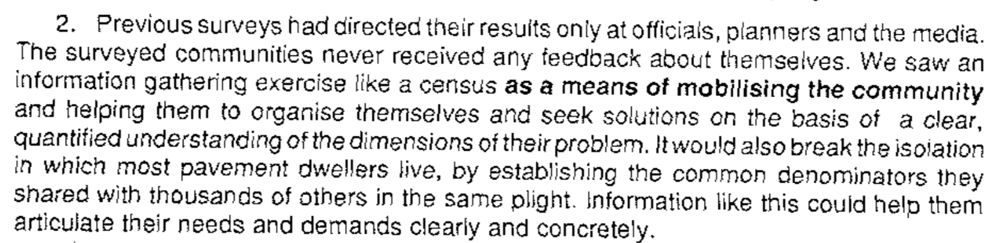 2. Previous surveys had directed their results only at officials, planners and the media.
The surveyed communities never received any feedback about themselves. We saw an
information gathering exercise like a census as a means of mobilising the community
and helping them to organise themselves and seek solutions on the basis of a clear,
quantified understanding of the dimensions of their problem. It would also break the isolation
in which most pavement dwellers live, by establishing the common denominators they
shared with thousands of others in the same plight. Information like this could help them
articulate their needs and demands clearly and concretely.